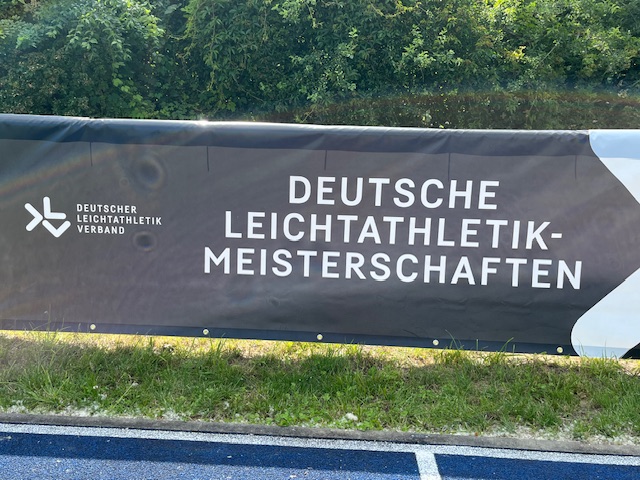 DEUTSCHER
LEICHTATHLETIK
VERBAND
DEUTSCHE
LEICHTATHLETIK-
MEISTERSCHAFTEN